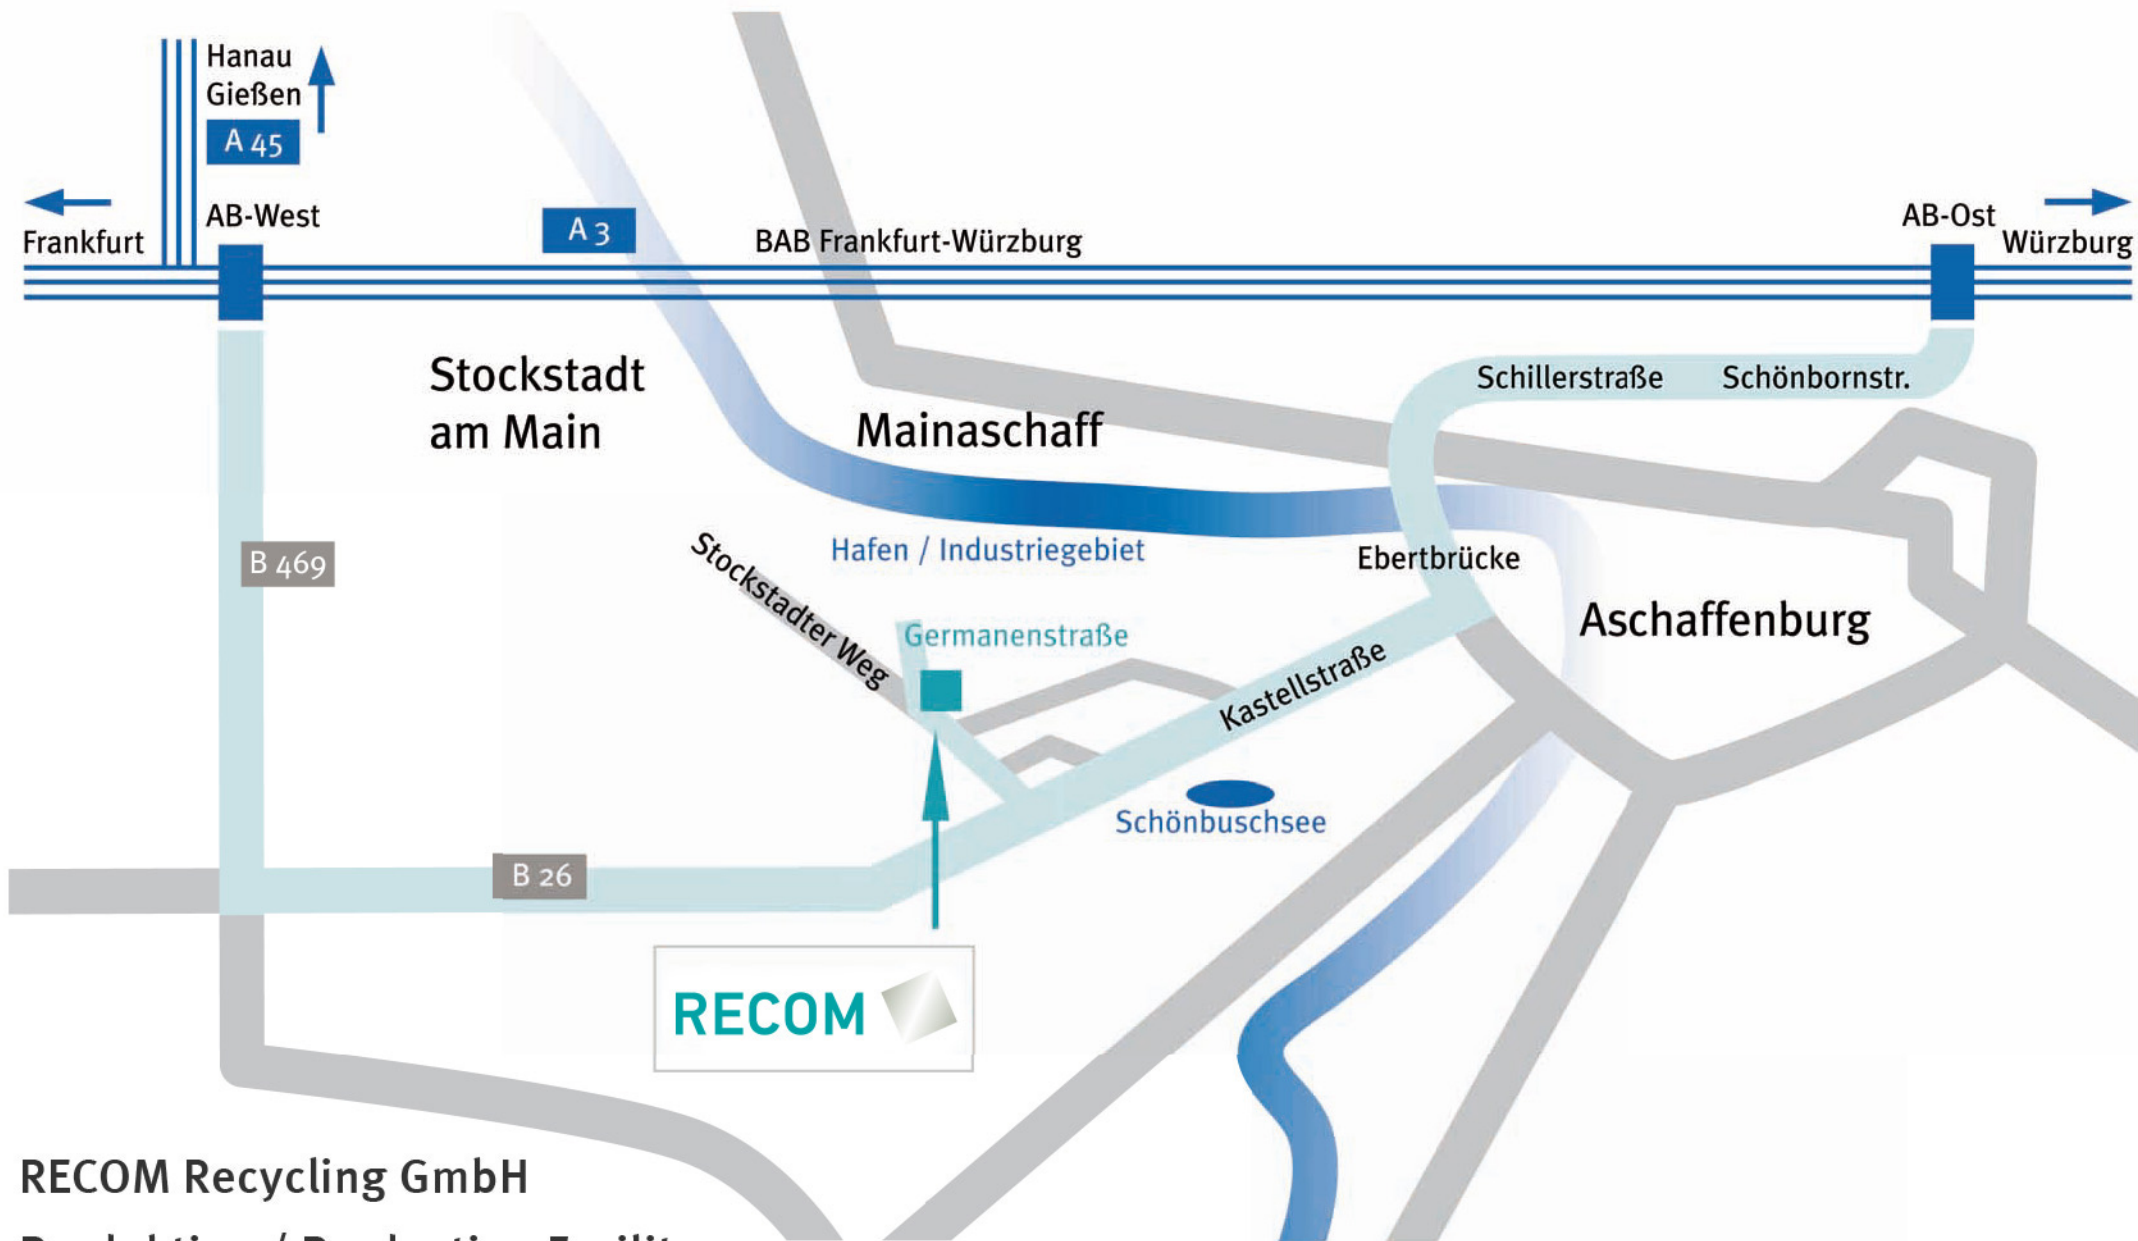 Hanau
Gießen
A 45
AB-West
Frankfurt
A 3
BAB Frankfurt-Würzburg
AB-Ost
Würzburg
Stockstadt
am Main
Mainaschaff
Schillerstraße
Schönbornstr.
B 469
Stockstadter Weg
Hafen / Industriegebiet
Ebertbrücke
Germanenstraße
Aschaffenburg
Kastellstraße
Schönbuschsee
B 26
RECOM
RECOM Recycling GmbH